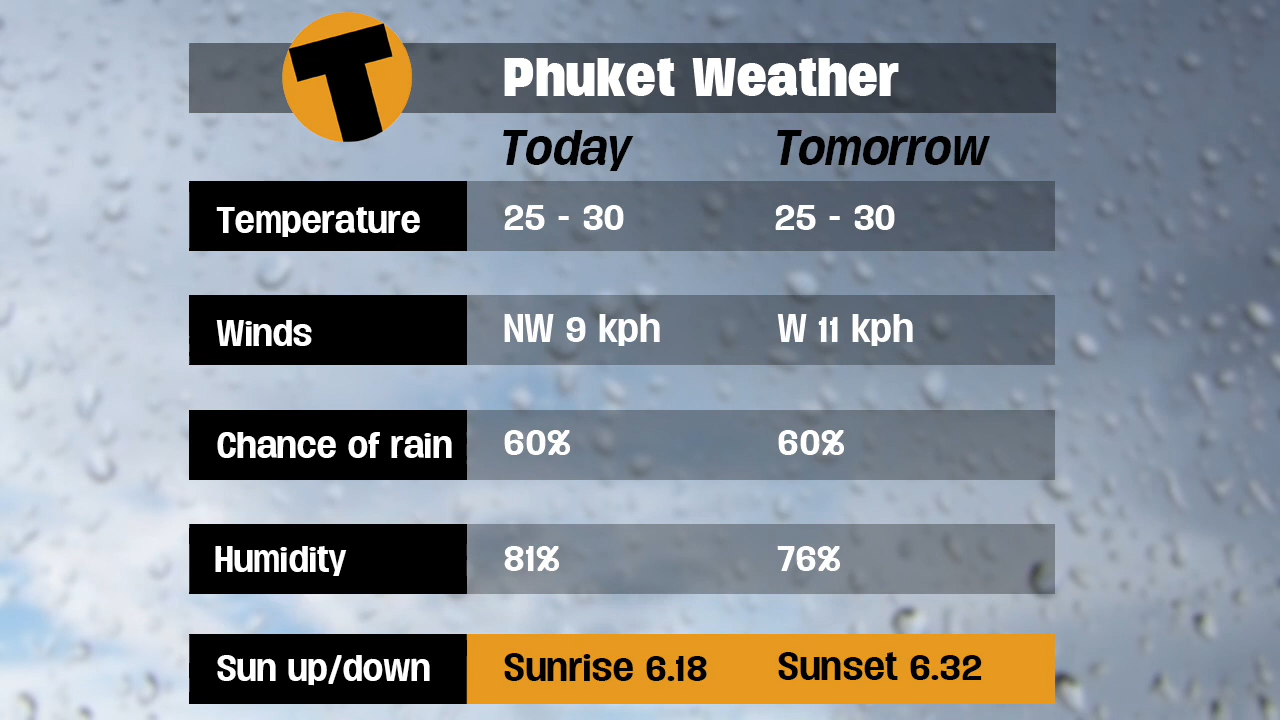 T
Phuket Weather
Today Tomorrow
Temperature 25 - 30 25 - 30
Winds NW 9 kph W 11 kph
Chance of rain 60% 60%
Humidity 81% 76%
Sun up/down Sunrise 6.18 Sunset 6.32